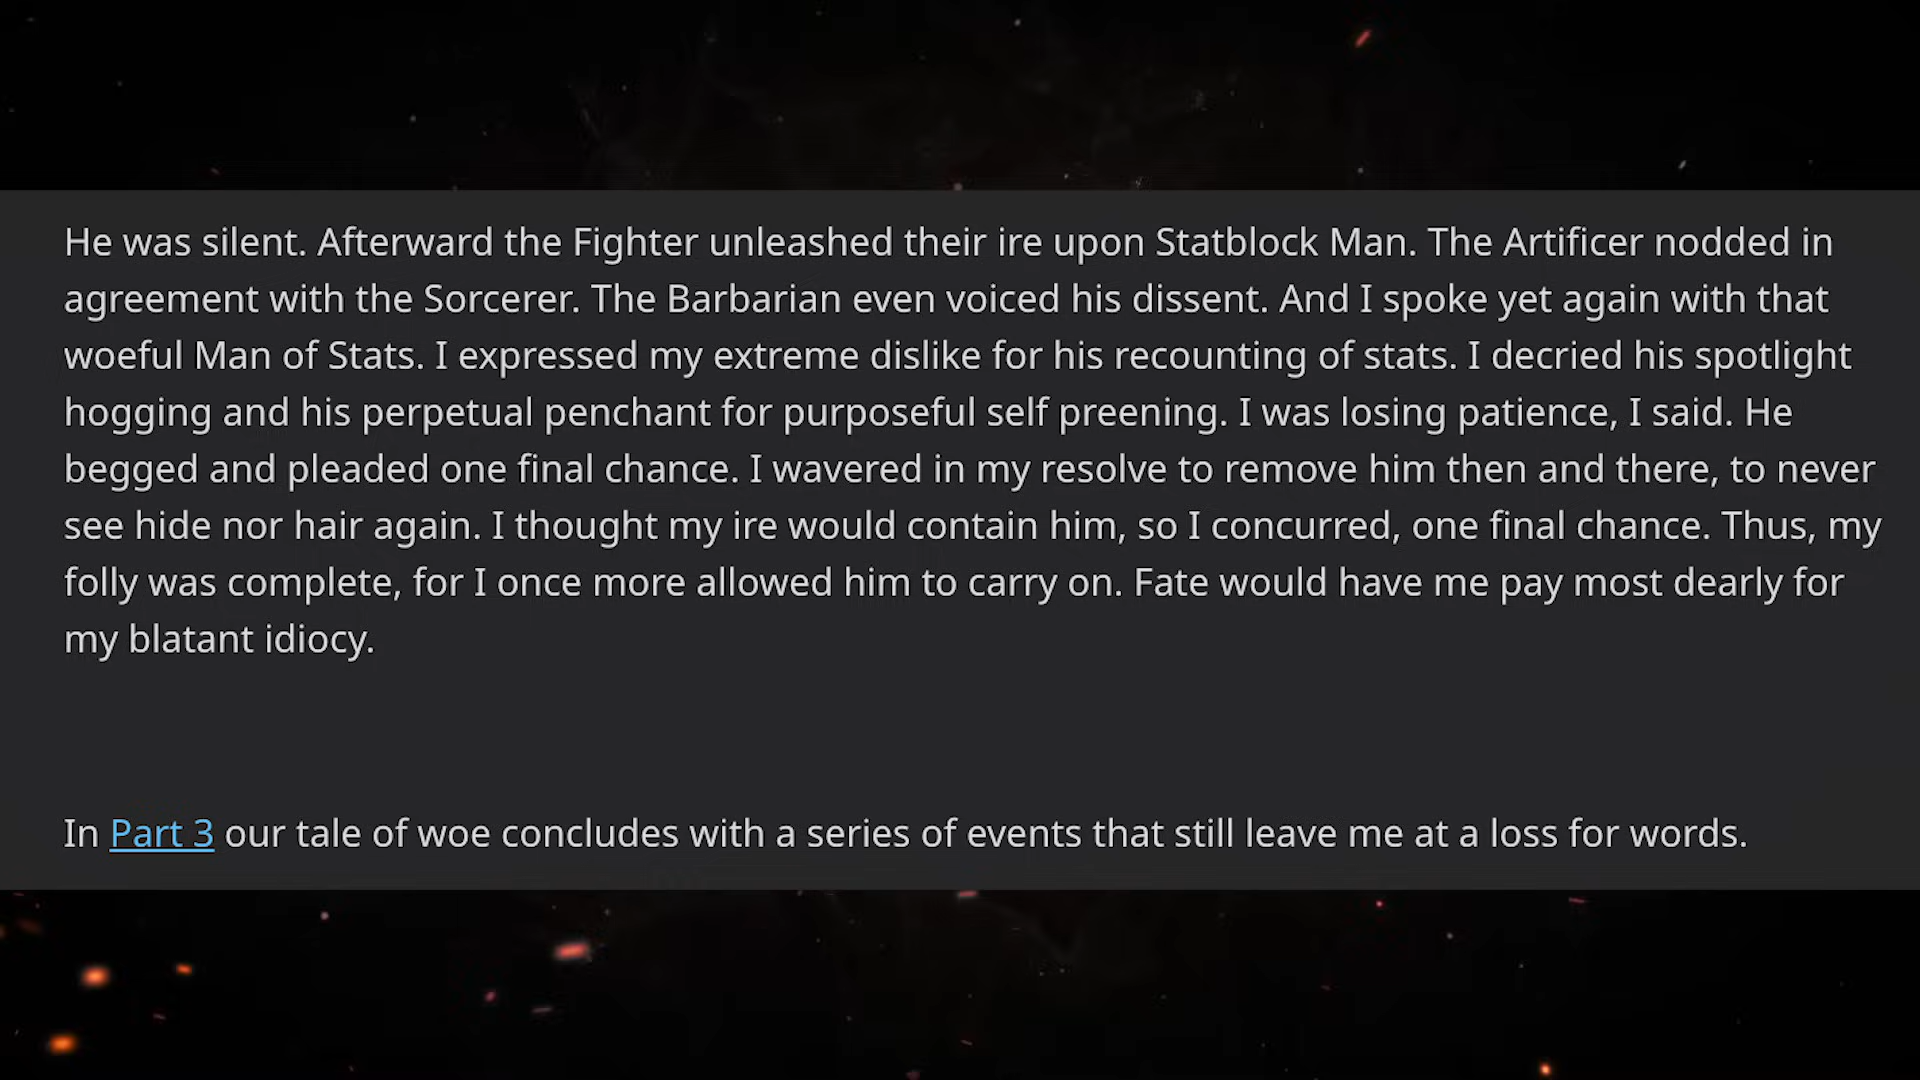 He was silent. Afterward the Fighter unleashed their ire upon Statblock Man. The Artificer nodded in
agreement with the Sorcerer. The Barbarian even voiced his dissent. And I spoke yet again with that
woeful Man of Stats. I expressed my extreme dislike for his recounting of stats. I decried his spotlight
hogging and his perpetual penchant for purposeful self preening. I was losing patience, I said. He
begged and pleaded one final chance. I wavered in my resolve to remove him then and there, to never
see hide nor hair again. I thought my ire would contain him, so I concurred, one final chance. Thus, my
folly was complete, for I once more allowed him to carry on. Fate would have me pay most dearly for
my blatant idiocy.
In Part 3 our tale of woe concludes with a series of events that still leave me at a loss for words.